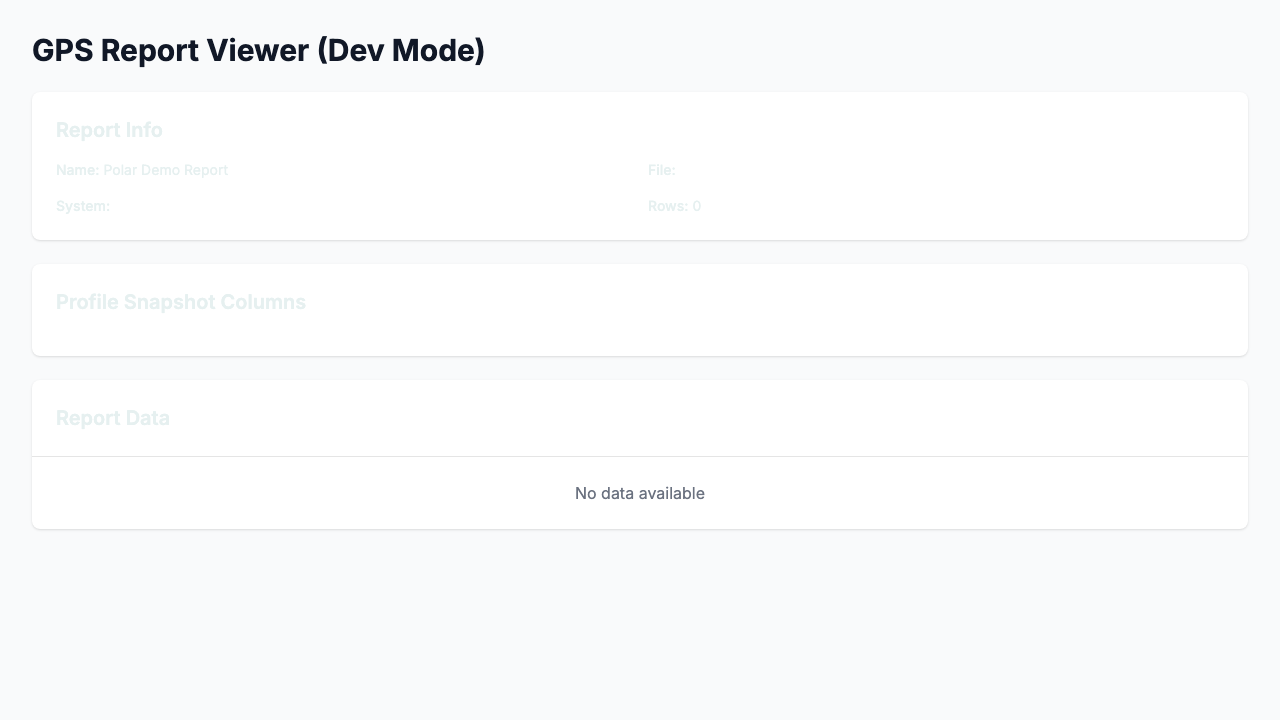 GPS Report Viewer (Dev Mode)
Report Info
Name: Polar Demo Report
File:
System:
Rows: 0
Profile Snapshot Columns
Report Data
No data available